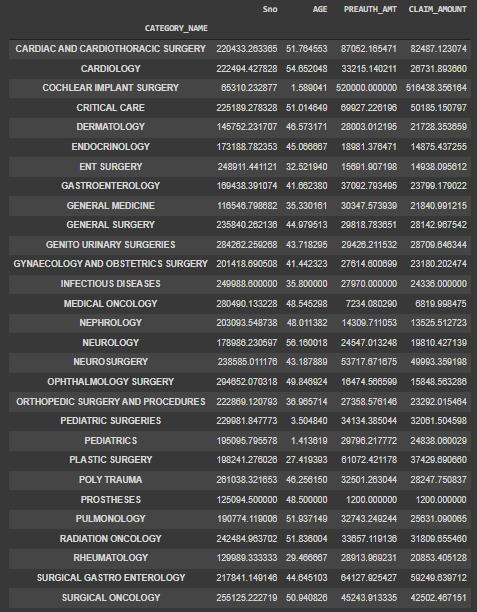 Sno AGE PREAUTH_AMT CLAIM_AMOUNT
CATEGORY_NAME
CARDIAC AND CARDIOTHORACIC SURGERY 220433.263365 51.764553 87052.165471 82487.123074
CARDIOLOGY 222494.427828 54.652048 33215.140211 26731.893660
COCHLEAR IMPLANT SURGERY 65310.232877 1.589041 520000.000000 516438.356164
CRITICAL CARE 225189.278328 51.014649 69927.226196 50185.150797
DERMATOLOGY 145752.231707 46.573171 28003.012195 21728.353659
ENDOCRINOLOGY 173188.782353 45.066667 18981.376471 14875.437255
ENT SURGERY 248911.441121 32.521940 15691.907198 14938.095612
GASTROENTEROLOGY 169438.391074 41.662380 37092.793495 23799.179022
GENERAL MEDICINE 116546.798682 35.330161 30347.573939 21840.991215
GENERAL SURGERY 235840.262136 44.979513 29818.783651 28142.967542
GENITO URINARY SURGERIES 284262.259268 43.718295 29426.211532 28709.646344
GYNAECOLOGY AND OBSTETRICS SURGERY 201418.690508 41.442323 27614.600699 23180.202474
INFECTIOUS DISEASES 249988.600000 35.800000 27970.000000 24336.000000
MEDICAL ONCOLOGY 280490.133228 48.545298 7234.080290 6819.998475
NEPHROLOGY 203093.548738 48.011382 14309.711053 13525.512723
NEUROLOGY 178986.230597 56.160018 24547.013248 19810.427139
NEUROSURGERY 238585.011176 43.187889 53717.671675 49993.359198
OPHTHALMOLOGY SURGERY 294652.070318 49.846924 16474.566599 15848.563286
ORTHOPEDIC SURGERY AND PROCEDURES 222869.120793 36.965714 27358.576146 23292.015464
PEDIATRIC SURGERIES 229981.847773 3.504840 34134.385044 32061.504598
PEDIATRICS 195095.795578 1.413619 29796.217772 24838.060029
PLASTIC SURGERY 198241.276026 27.419393 61072.421178 37429.690660
POLY TRAUMA 261038.321653 46.256150 32501.263044 28247.750837
PROSTHESES 125094.500000 48.500000 1200.000000 1200.000000
PULMONOLOGY 190774.119006 51.937149 32743.249244 25631.090065
RADIATION ONCOLOGY 242484.963702 51.836004 33657.119136 31809.655460
RHEUMATOLOGY 129989.333333 29.466667 28913.969231 20853.405128
SURGICAL GASTRO ENTEROLOGY 217841.149146 44.645103 64127.925427 59249.639712
SURGICAL ONCOLOGY 255125.222719 50.940826 45243.913335 42502.467151